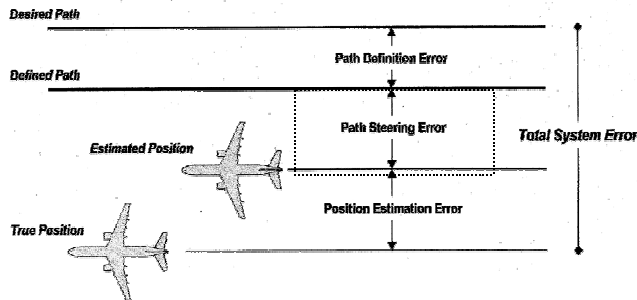 Desired Path
Path Definition Error
Defined Path
Path Steering Error
Total System Error
Estimated Position
Position Estimation Error
True Position